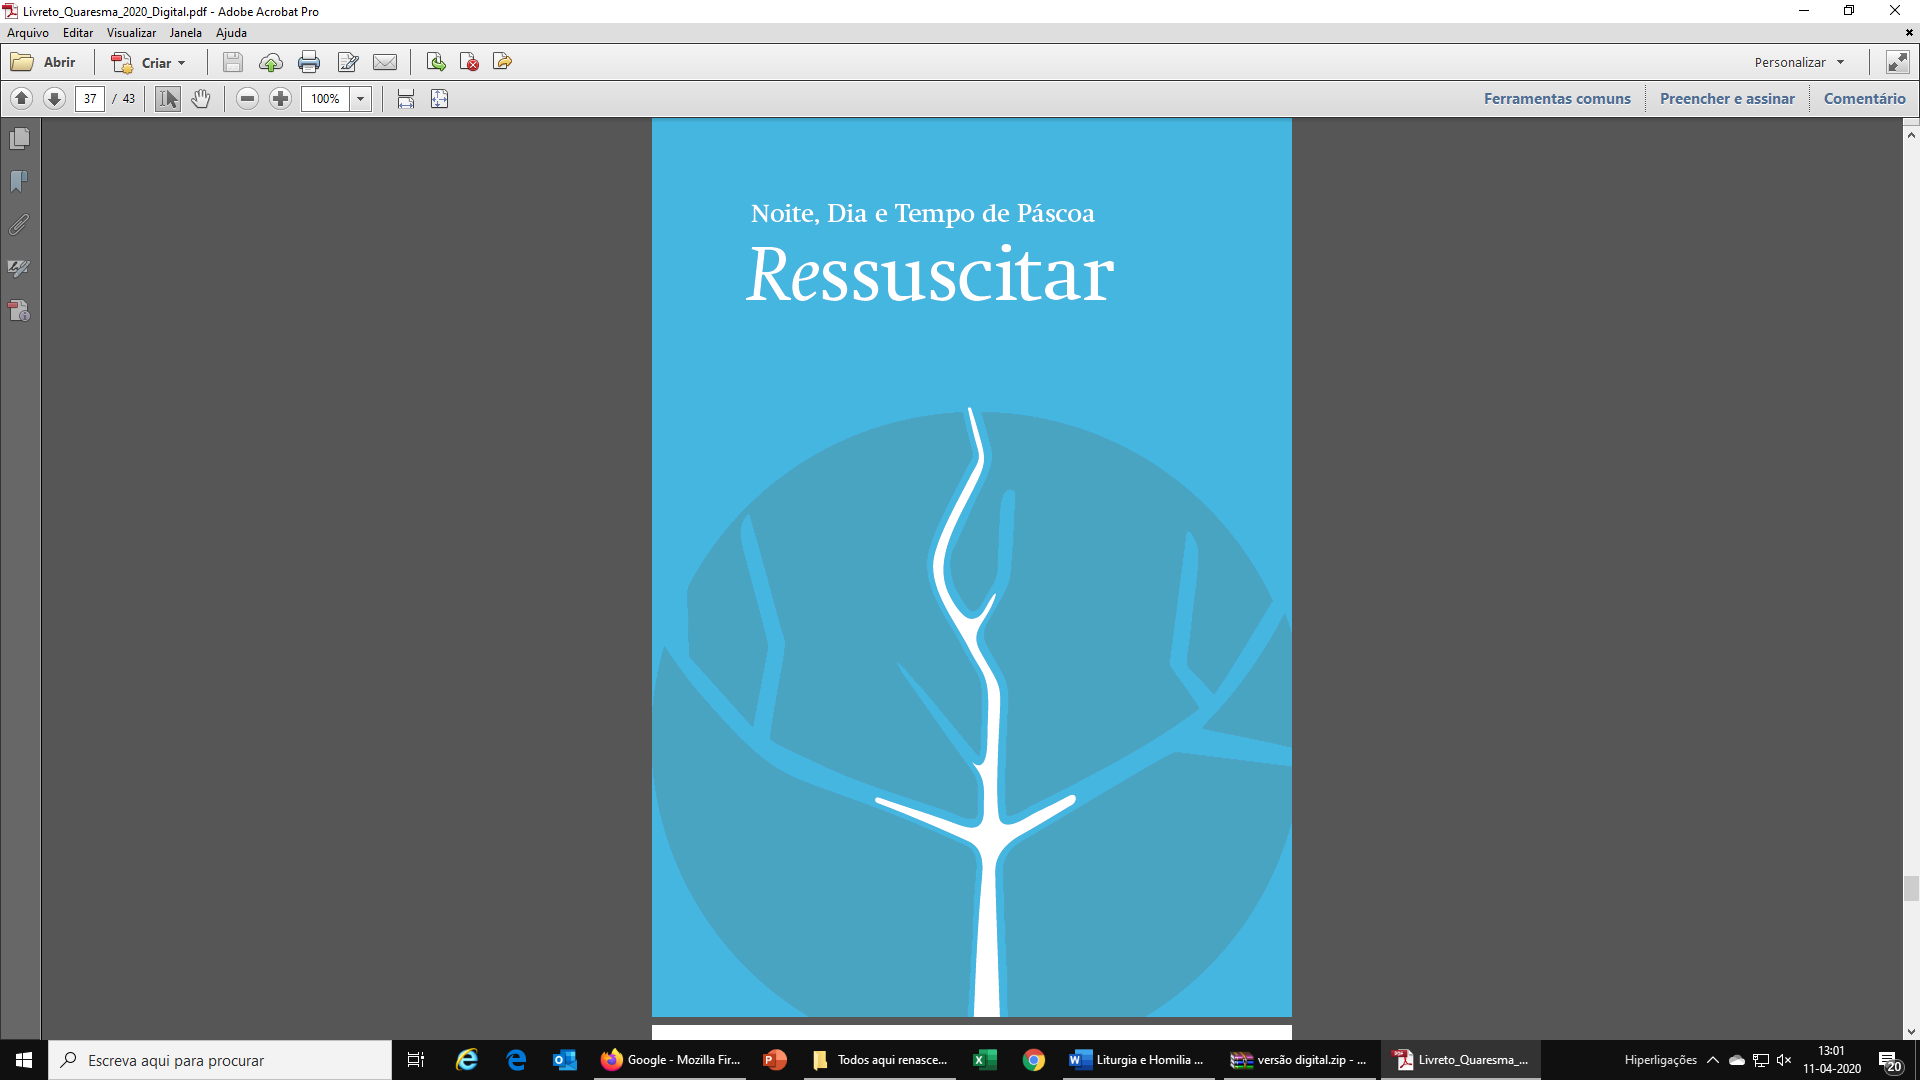 Livreto_Quaresma_2020_Digital.pdf - Adobe Acrobat Pro
Arquivo Editar Visualizar Janela Ajuda
Abrir Criar Personalizar
37 / 43 100% Ferramentas comuns Preencher e assinar Comentário
Noite, Dia e Tempo de Páscoa
Ressuscitar
Escreva aqui para procurar
Google - Mozilla Fir...
Todos aqui renasce...
Liturgia e Homilia ...
versão digital.zip - ...
Livreto_Quaresma_...
Hiperligações
13:01
11-04-2020
20